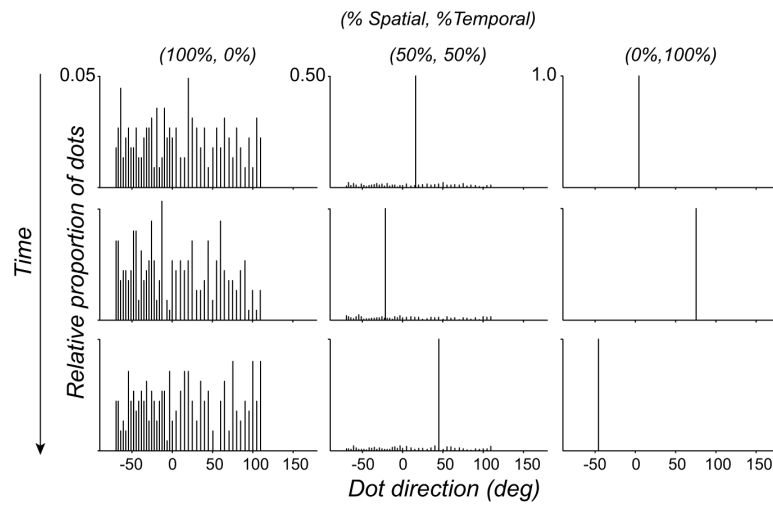 (% Spatial, %Temporal)
(100%, 0%) (50%, 50%) (0%,100%)
0.05 0.50 1.0
Time
Relative proportion of dots
-50 0 50 100 150 -50 0 50 100 150 -50 0 50 100 150
Dot direction (deg)